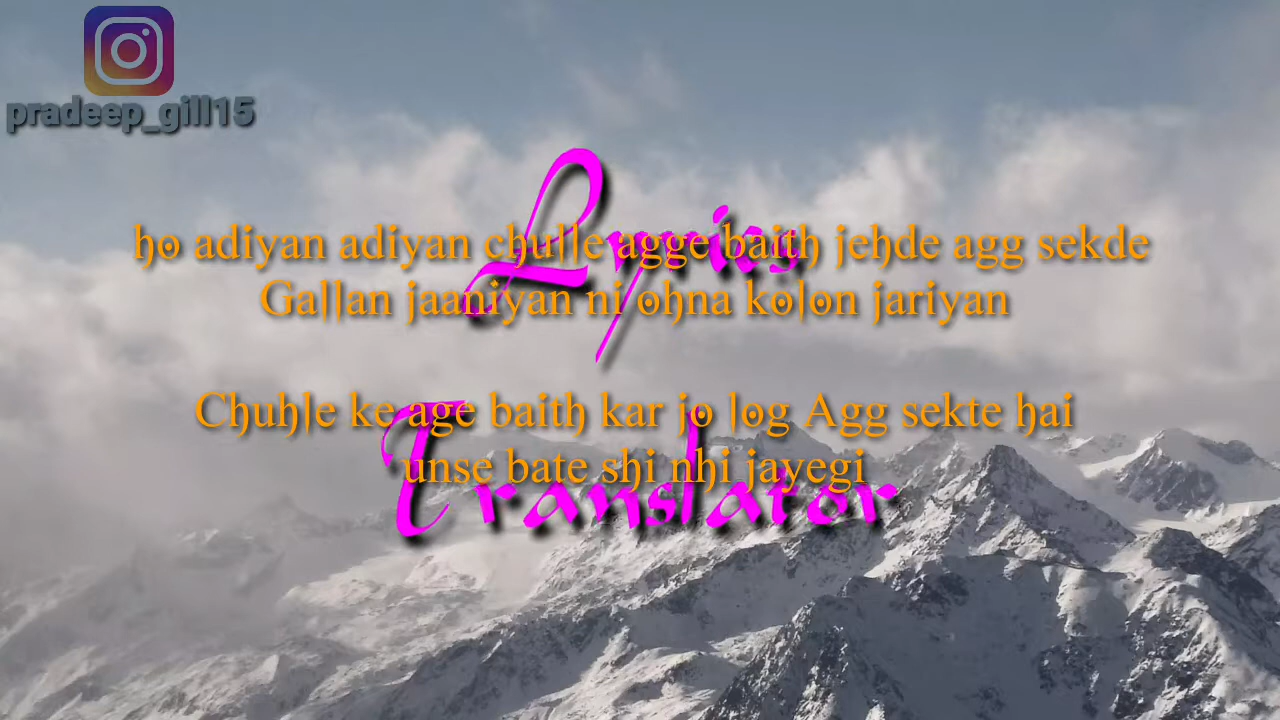 pradeep_gill15
Lyrics
ho adiyan adiyan chulle agge baith jehde agg sekde
Gallan jaaniyan ni ohna kolon jariyan
Chuhle ke age baith kar jo log Agg sekte hai
unse bate shi nhi jayegi
Translator